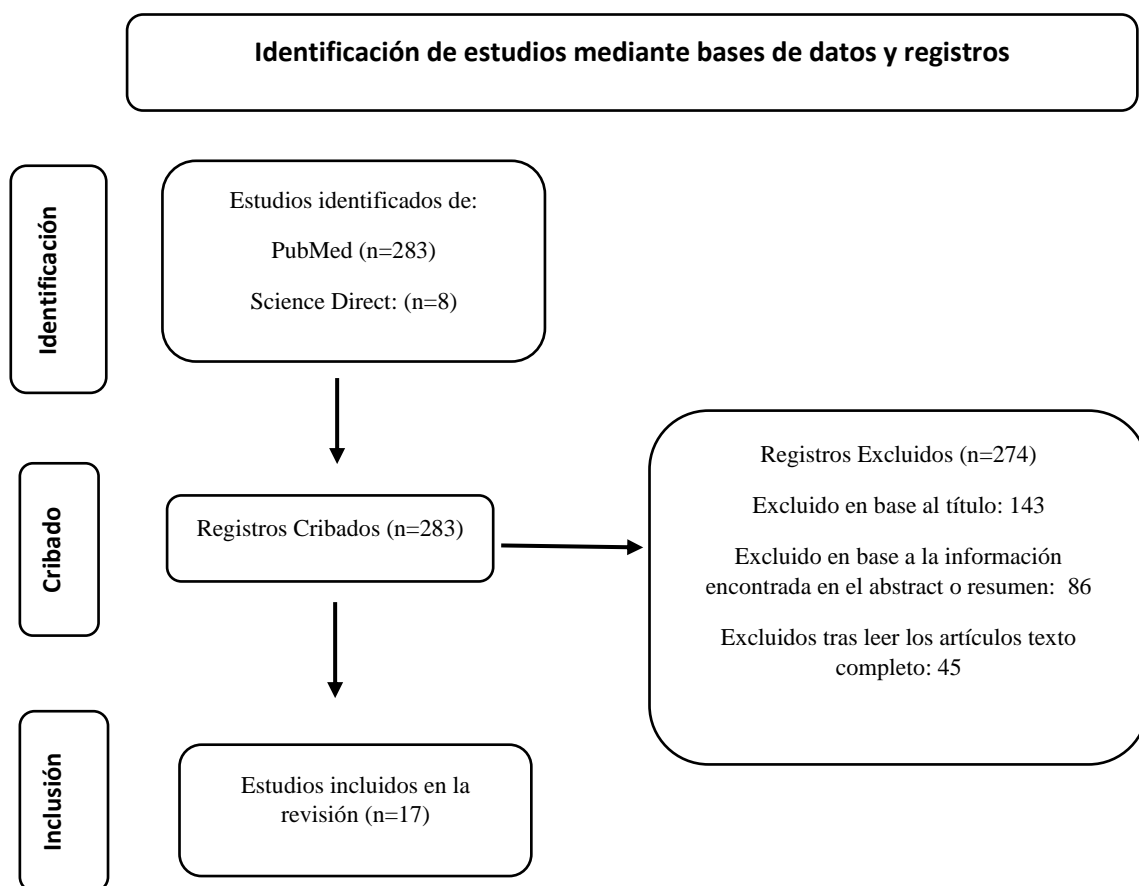 Identificación de estudios mediante bases de datos y registros
Identificación
Estudios identificados de:
PubMed (n=283)
Science Direct: (n=8)
Cribado
Registros Cribados (n=283)
Registros Excluidos (n=274)
Excluido en base al título: 143
Excluido en base a la información
encontrada en el abstract o resumen: 86
Excluidos tras leer los artículos texto
completo: 45
Inclusión
Estudios incluidos en la
revisión (n=17)